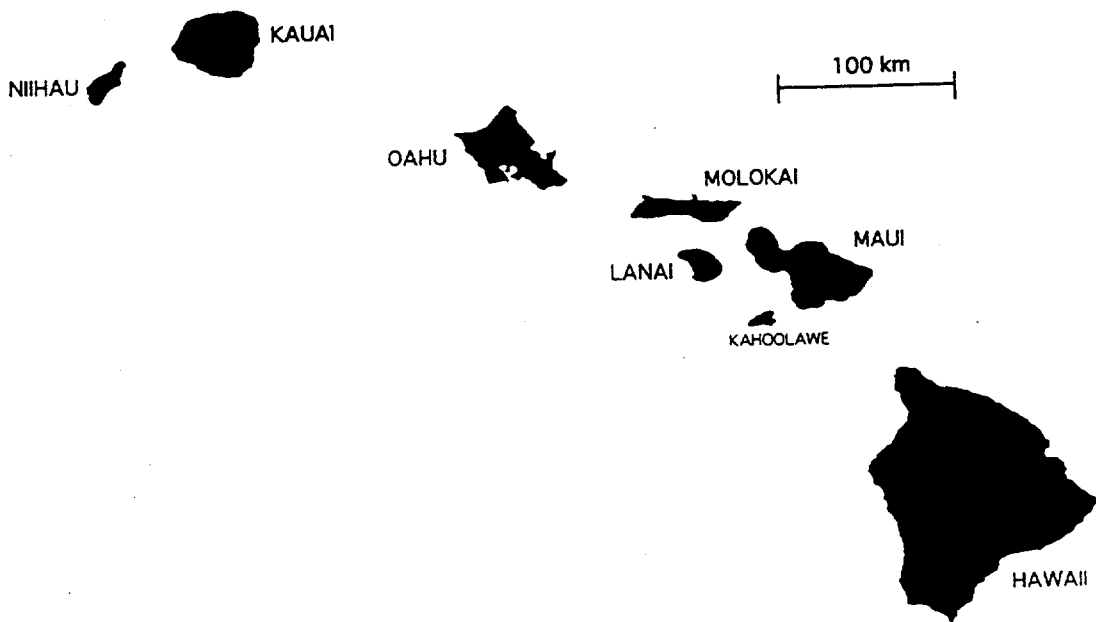 KAUAI
NIIHAU
100 km
OAHU
MOLOKAI
MAUI
LANAI
KAHOOLAWE
HAWAII